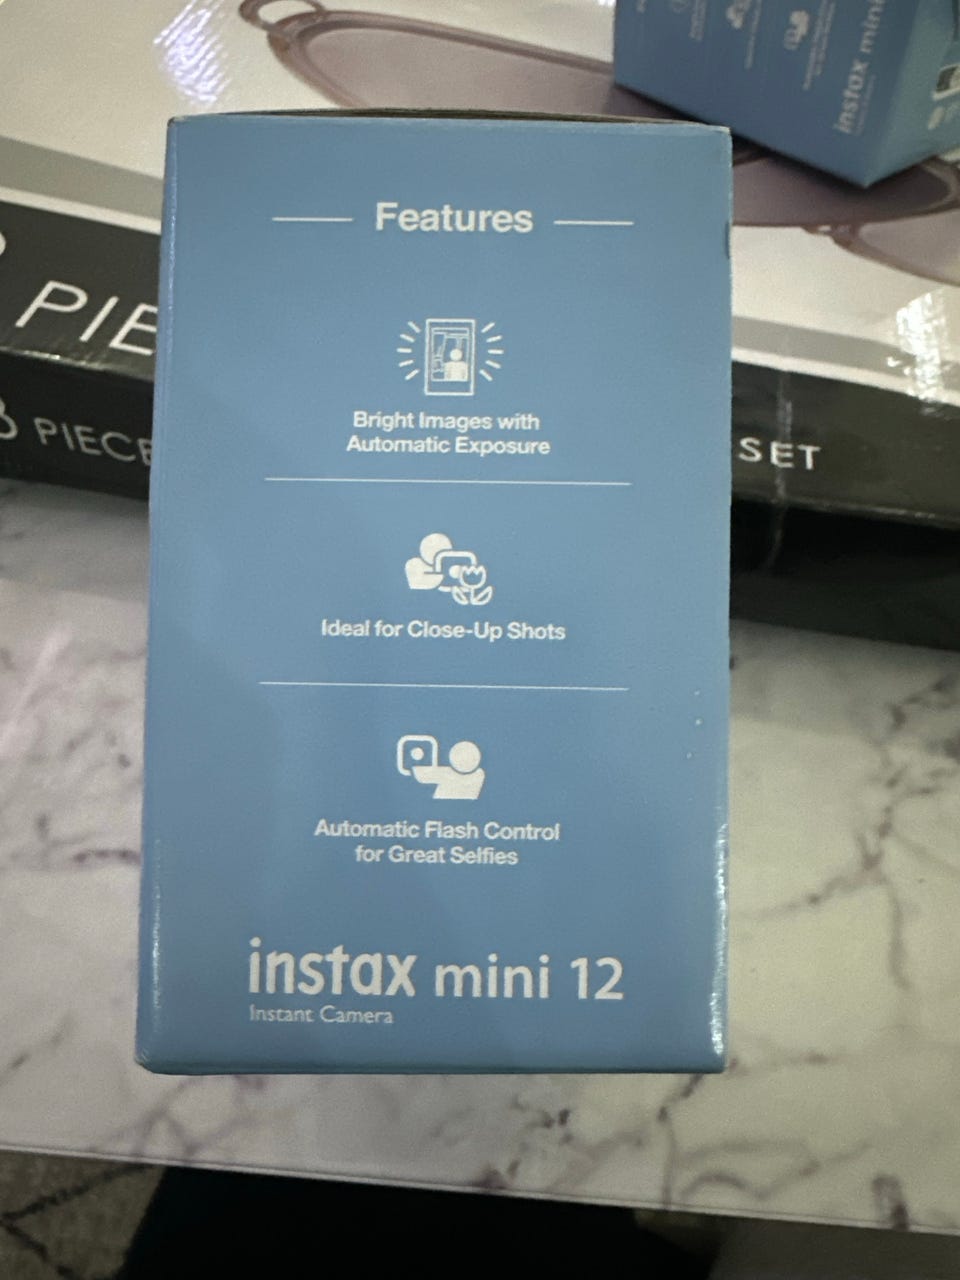 Features
Bright Images with
Automatic Exposure
Ideal for Close-Up Shots
Automatic Flash Control
for Great Selfies
instax mini 12
Instant Camera
PIE
PIECE
SET
instax mini